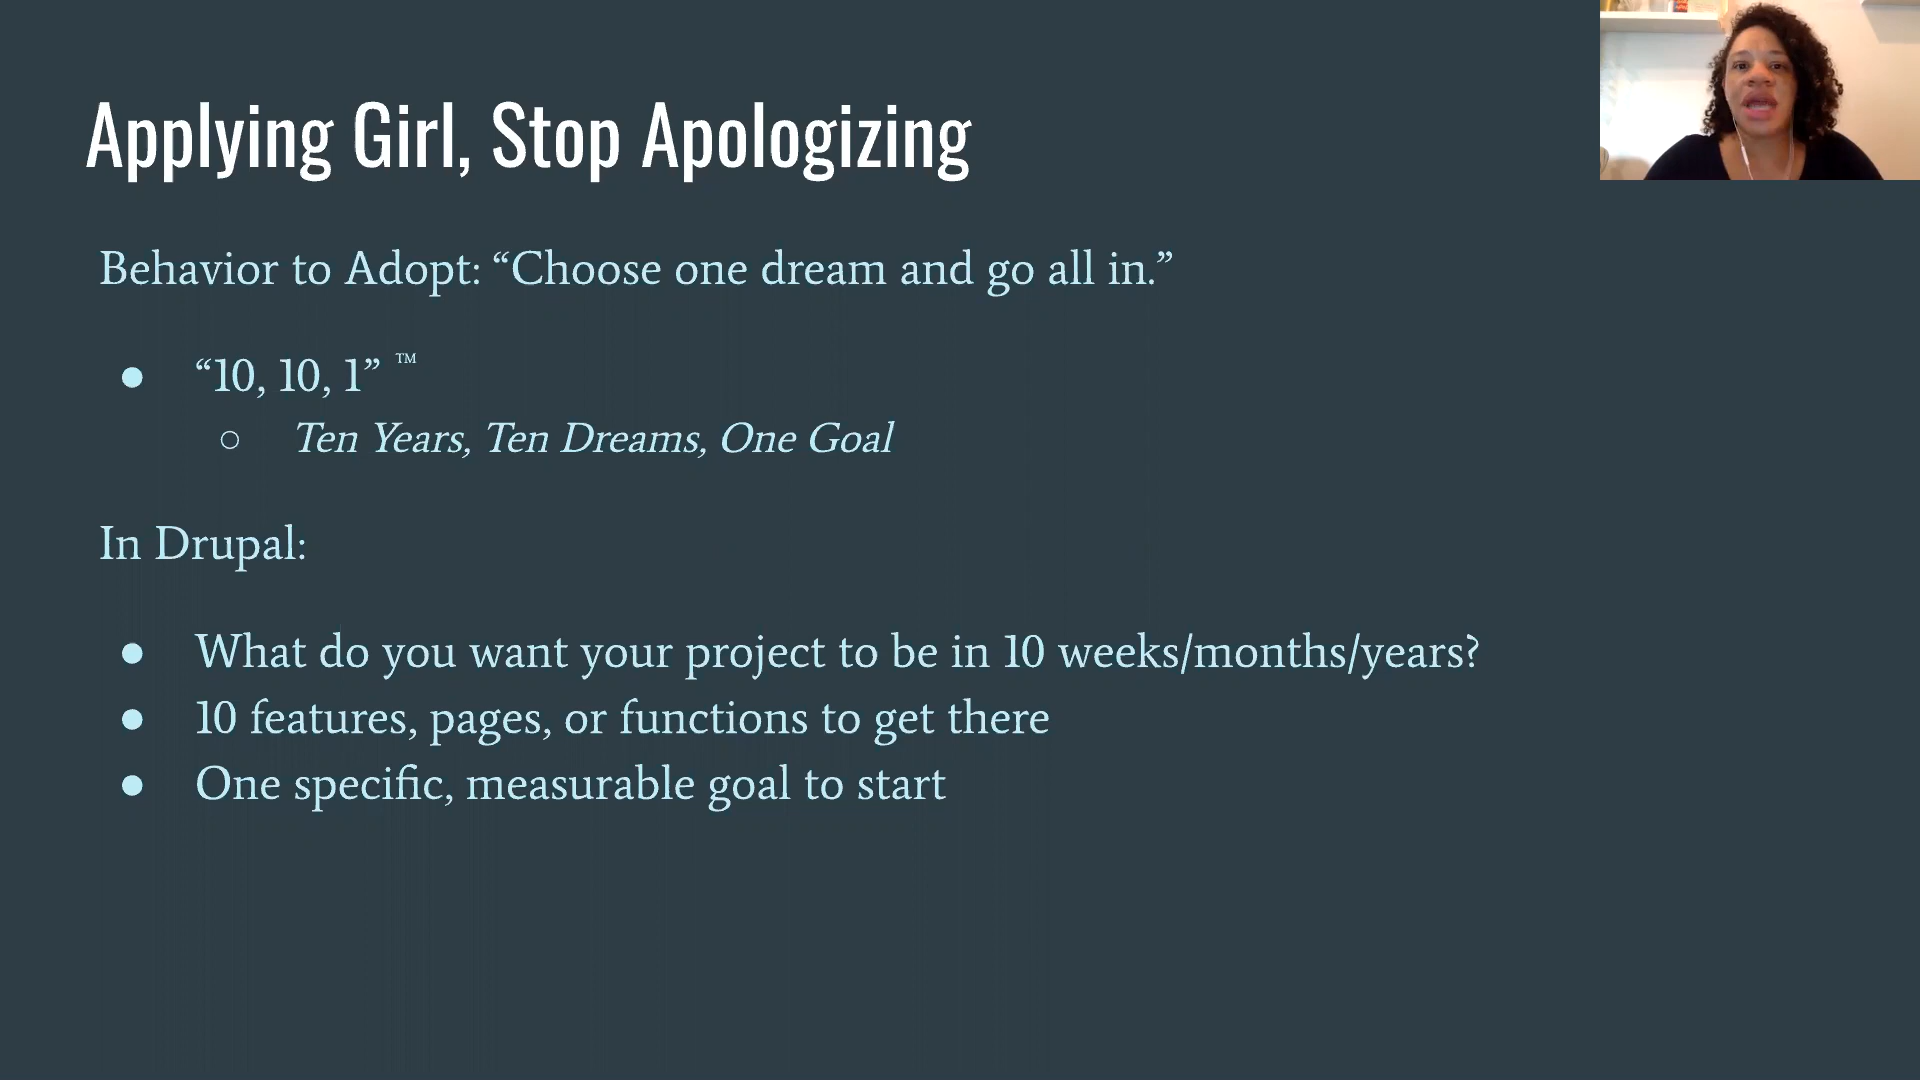 Applying Girl, Stop Apologizing
Behavior to Adopt: “Choose one dream and go all in.”
● “10, 10, 1” ™
○ Ten Years, Ten Dreams, One Goal
In Drupal:
● What do you want your project to be in 10 weeks/months/years?
● 10 features, pages, or functions to get there
● One specific, measurable goal to start